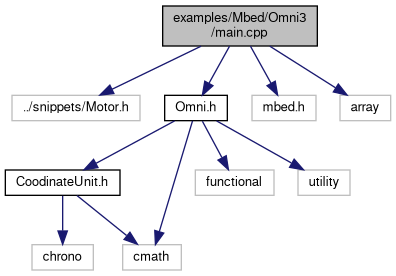 examples/Mbed/Omni3
/main.cpp
../snippets/Motor.h
Omni.h
mbed.h
array
CoodinateUnit.h
functional
utility
chrono
cmath